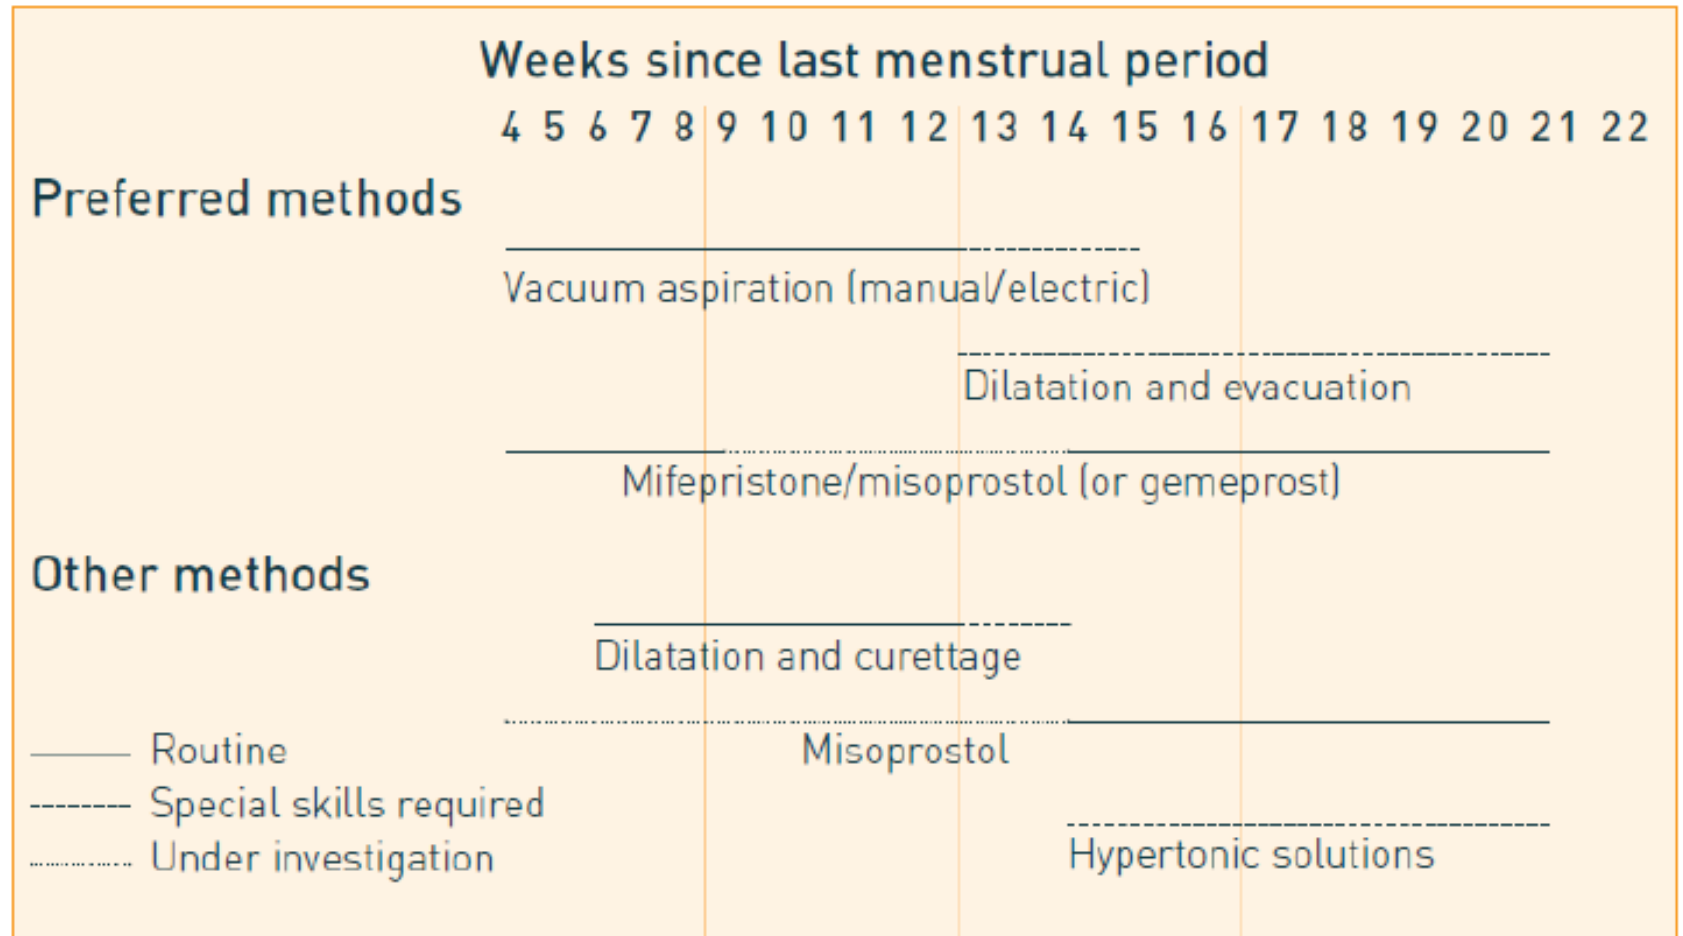 Weeks since last menstrual period
4 5 6 7 8 9 10 11 12 13 14 15 16 17 18 19 20 21 22
Preferred methods
Vacuum aspiration (manual/electric)
Dilatation and evacuation
Mifepristone/misoprostol (or gemeprost)
Other methods
Dilatation and curettage
Misoprostol
Routine
Special skills required
Hypertonic solutions
Under investigation